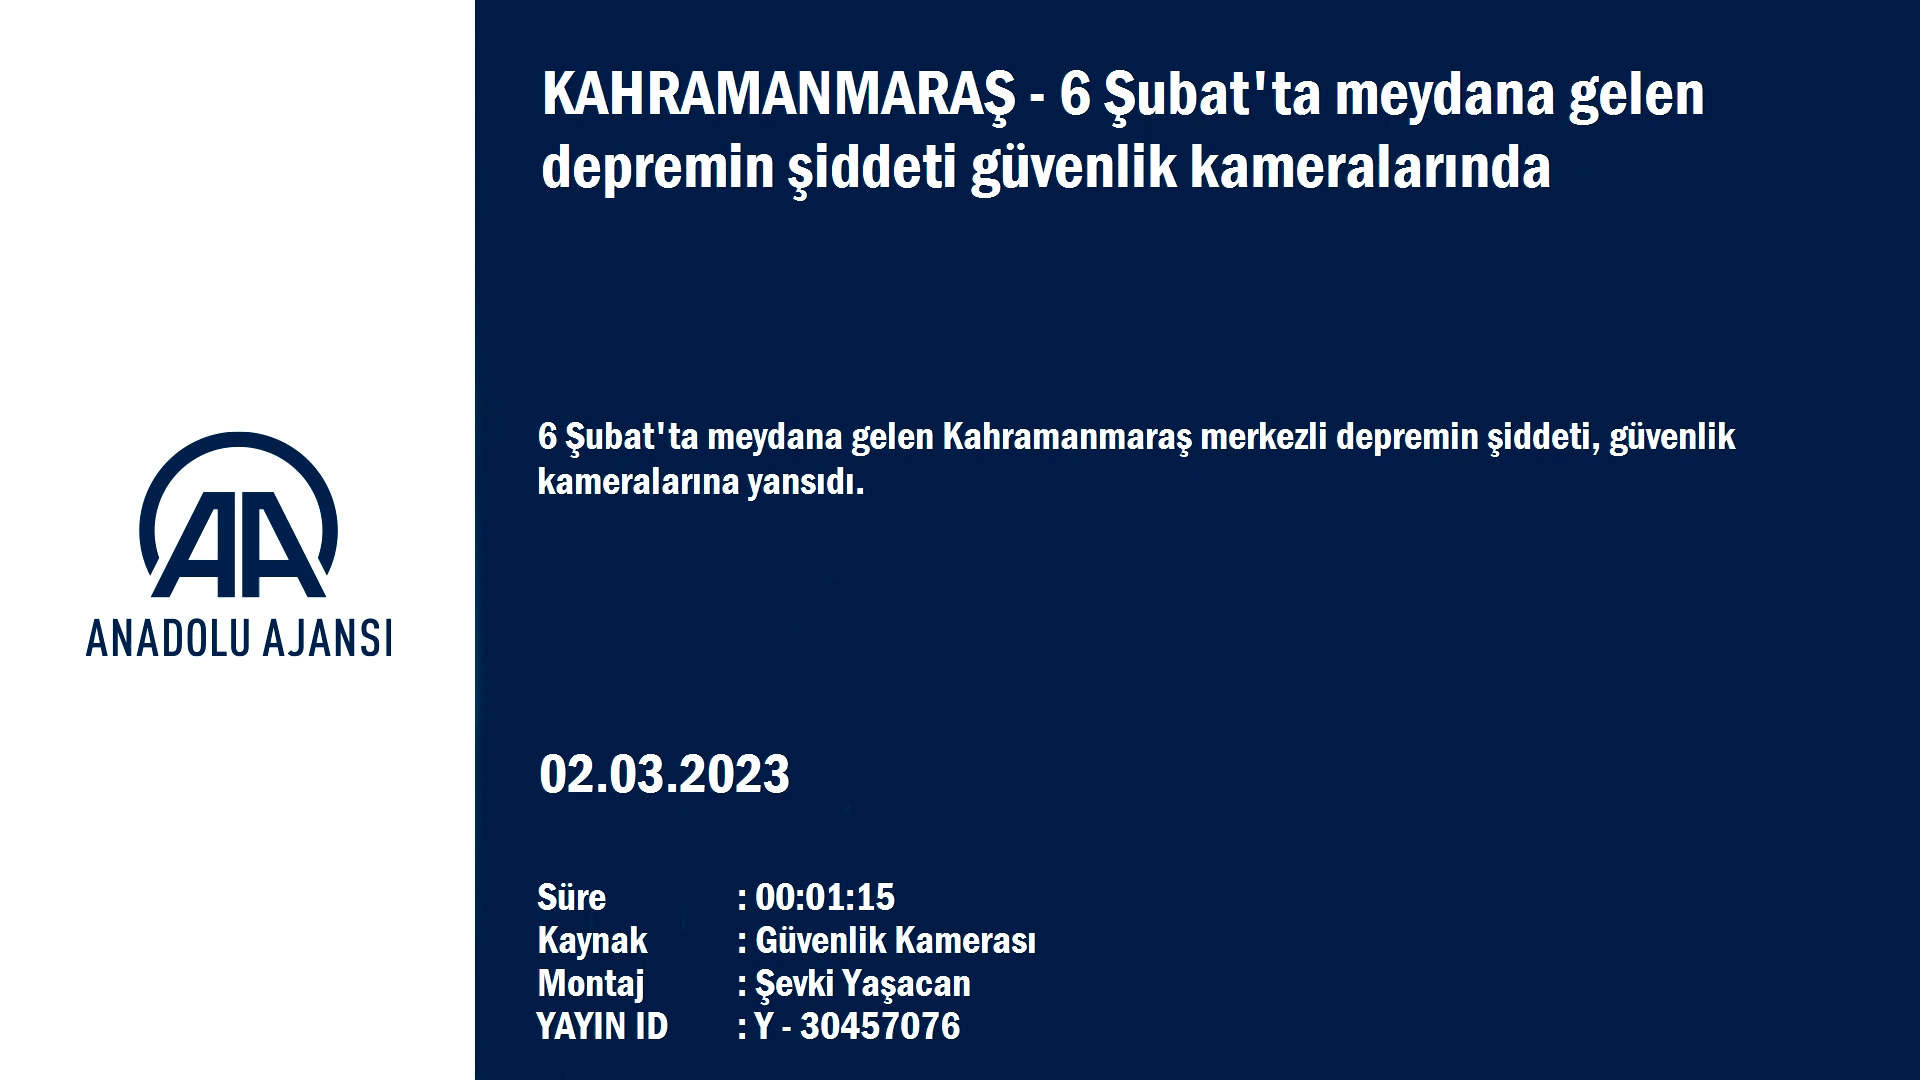 KAHRAMANMARAŞ - 6 Şubat'ta meydana gelen
depremin şiddeti güvenlik kameralarında
6 Şubat'ta meydana gelen Kahramanmaraş merkezli depremin şiddeti, güvenlik
kameralarına yansıdı.
AA
ANADOLU AJANSI
02.03.2023
Süre : 00:01:15
Kaynak : Güvenlik Kamerası
Montaj : Şevki Yaşacan
YAYIN ID : Y - 30457076